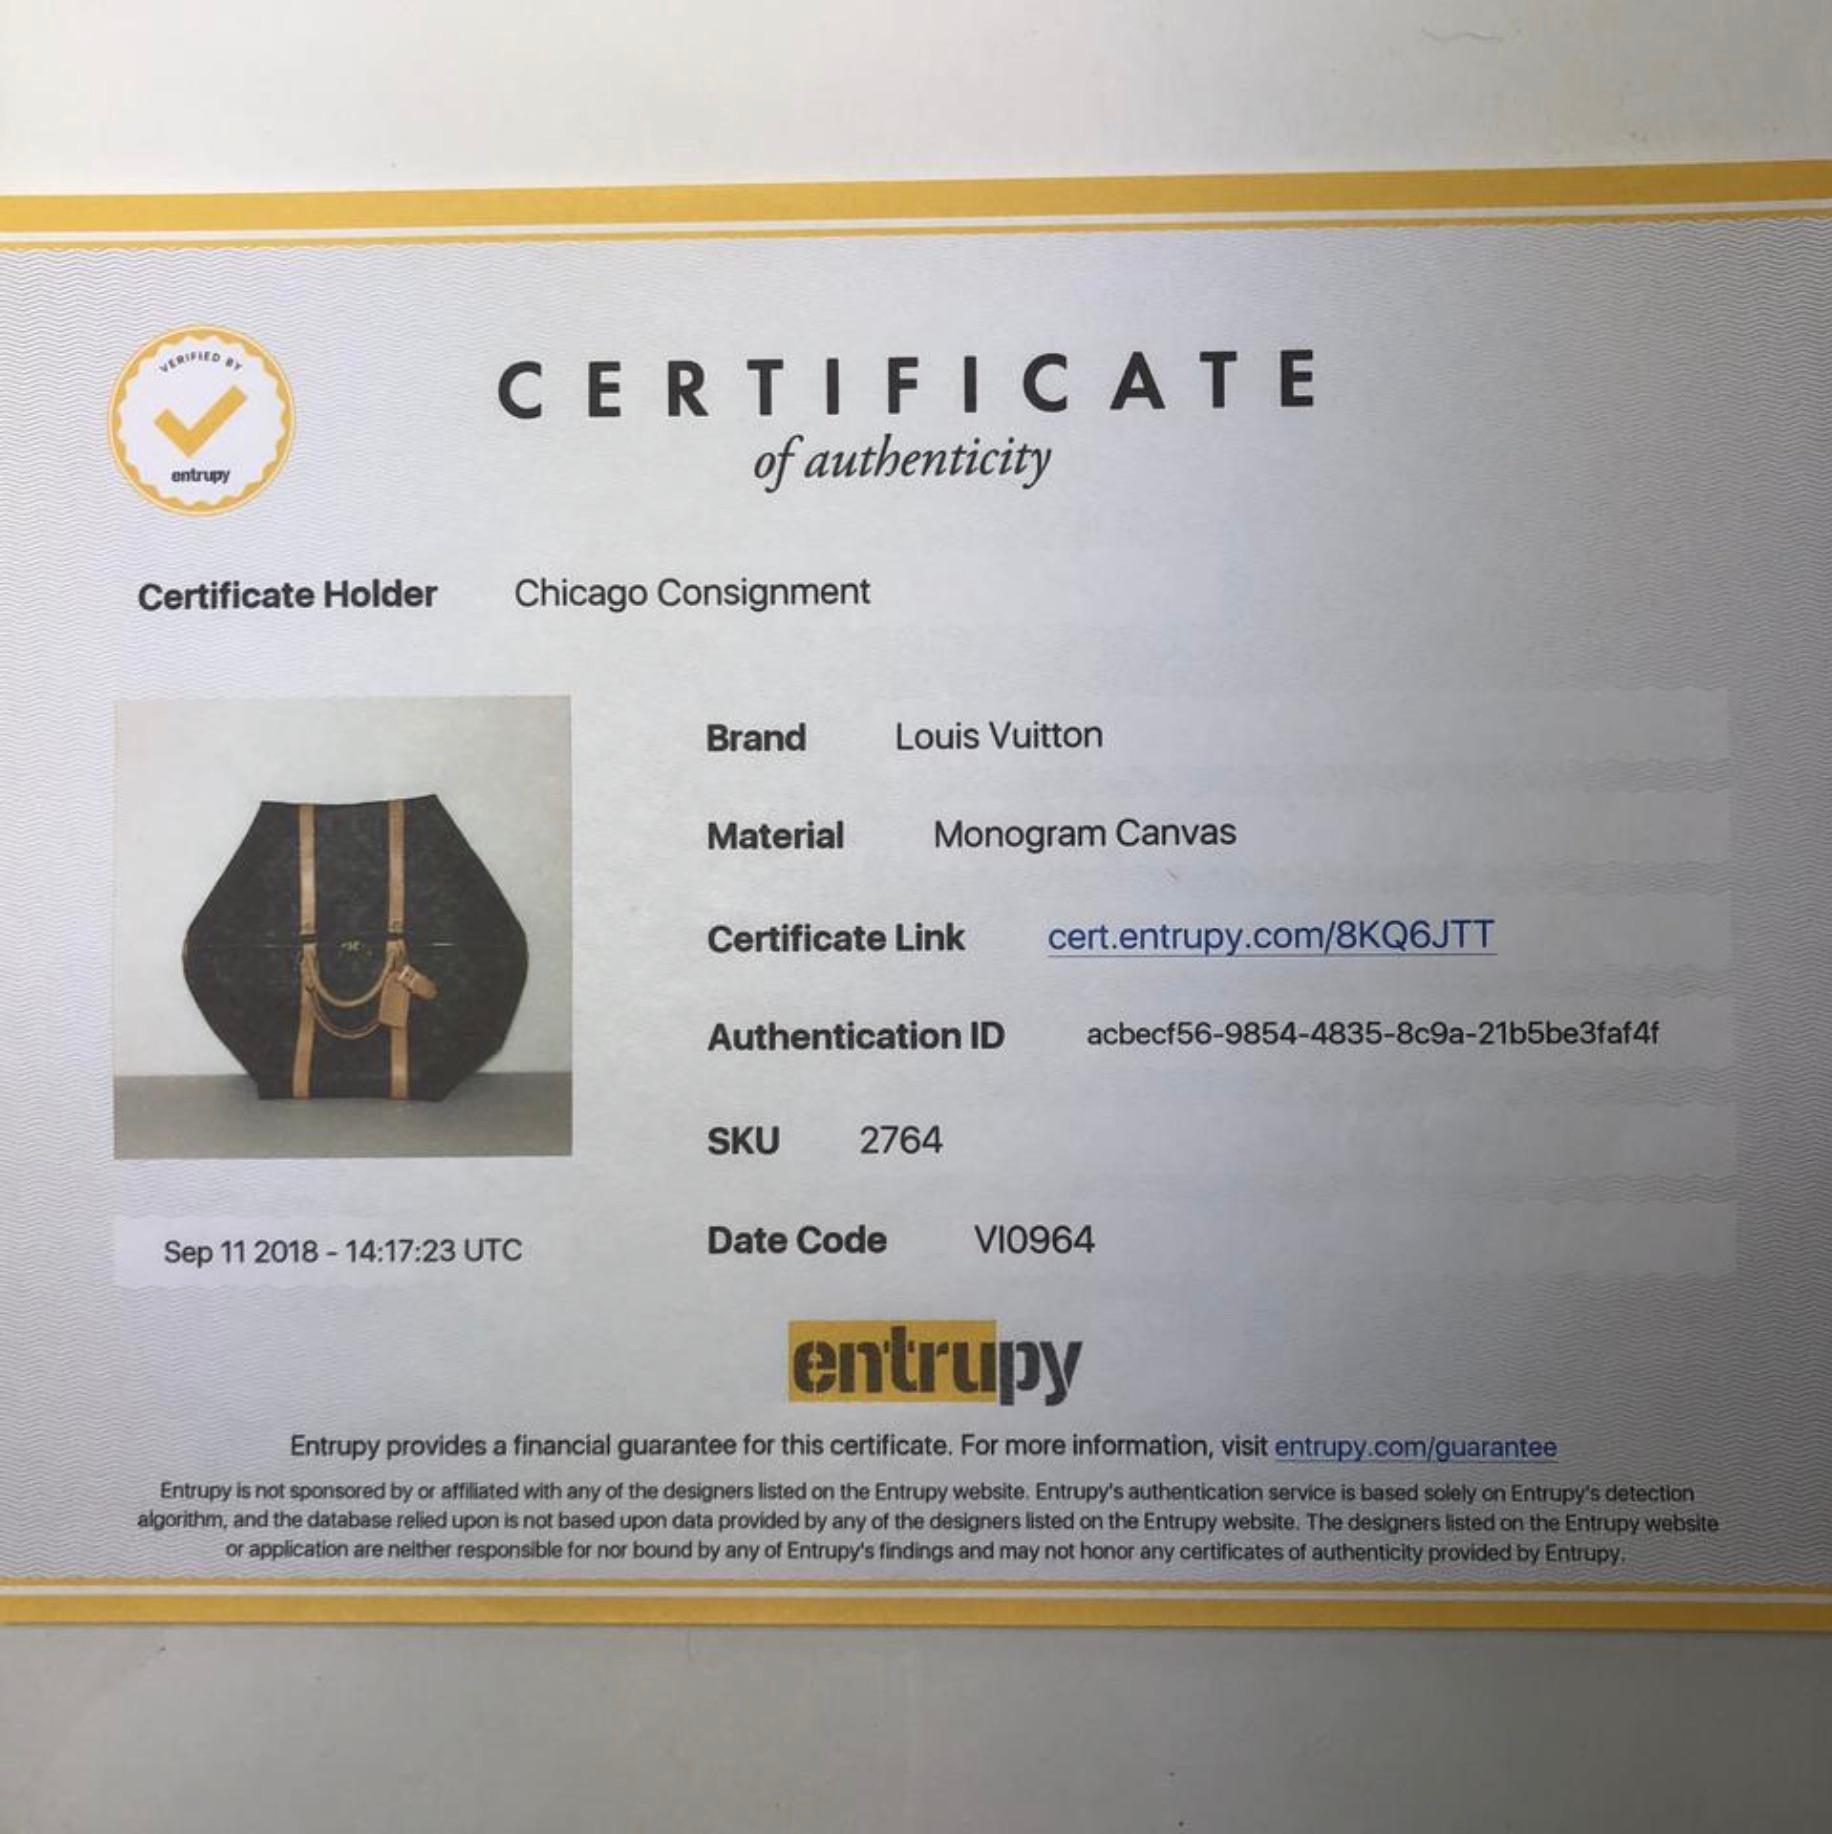 VERIFIED BY
entrupy
CERTIFICATE
of authenticity
Certificate Holder Chicago Consignment
Brand Louis Vuitton
Material Monogram Canvas
Certificate Link cert.entrupy.com/8KQ6JTT
Authentication ID acbecf56-9854-4835-8c9a-21b5be3faf4f
SKU 2764
Date Code VI0964
Sep 11 2018 - 14:17:23 UTC
entrupy
Entrupy provides a financial guarantee for this certificate. For more information, visit entrupy.com/guarantee
Entrupy is not sponsored by or affiliated with any of the designers listed on the Entrupy website. Entrupy's authentication service is based solely on Entrupy's detection
algorithm, and the database relied upon is not based upon data provided by any of the designers listed on the Entrupy website. The designers listed on the Entrupy website
or application are neither responsible for nor bound by any of Entrupy's findings and may not honor any certificates of authenticity provided by Entrupy.